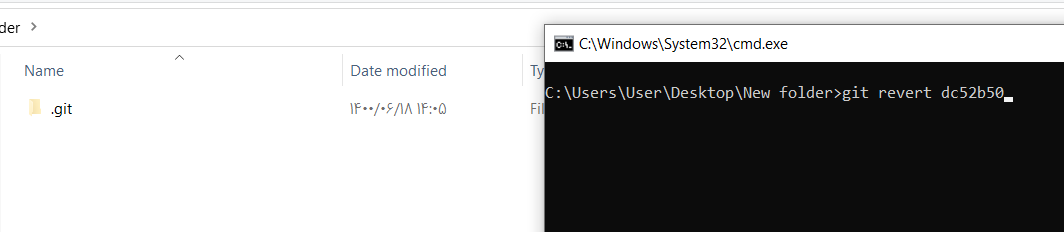 der >
C:\Windows\System32\cmd.exe
Name Date modified Ty
C:\Users\User\Desktop\New folder>git revert dc52b50
.git ۱۴۰۰/۰۶/۱۸ ۱۴:۰۵ Fil